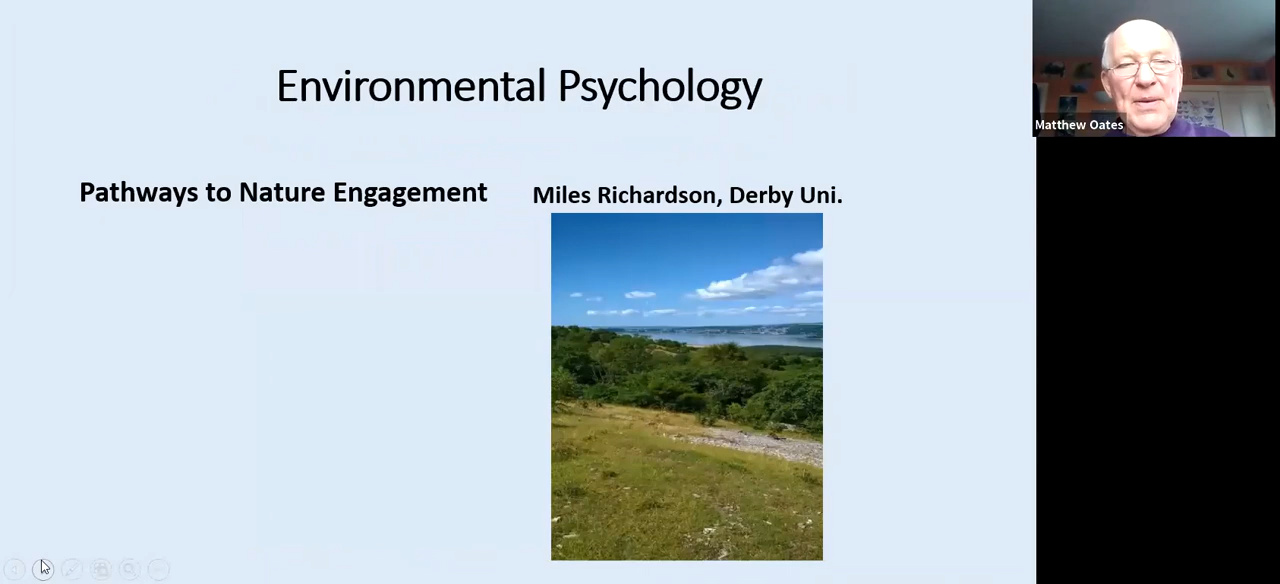 Environmental Psychology
Matthew Oates
Pathways to Nature Engagement
Miles Richardson, Derby Uni.